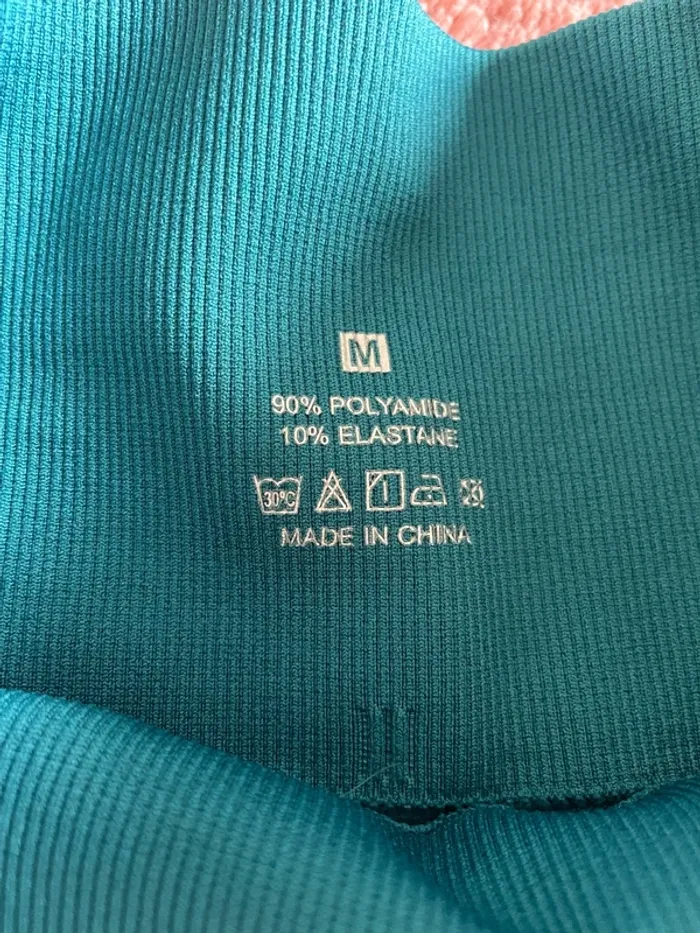 M
90% POLYAMIDE
10% ELASTANE
30°C
MADE IN CHINA